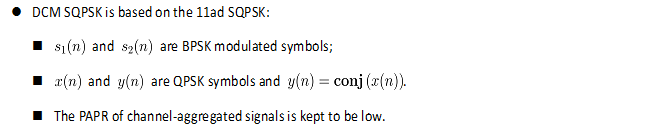 ● DCM SQPSK is based on the 11ad SQPSK:
■ s₁(n) and s₂(n) are BPSK modulated symbols;
■ x(n) and y(n) are QPSK symbols and y(n) = conj (x(n)).
■ The PAPR of channel-aggregated signals is kept to be low.